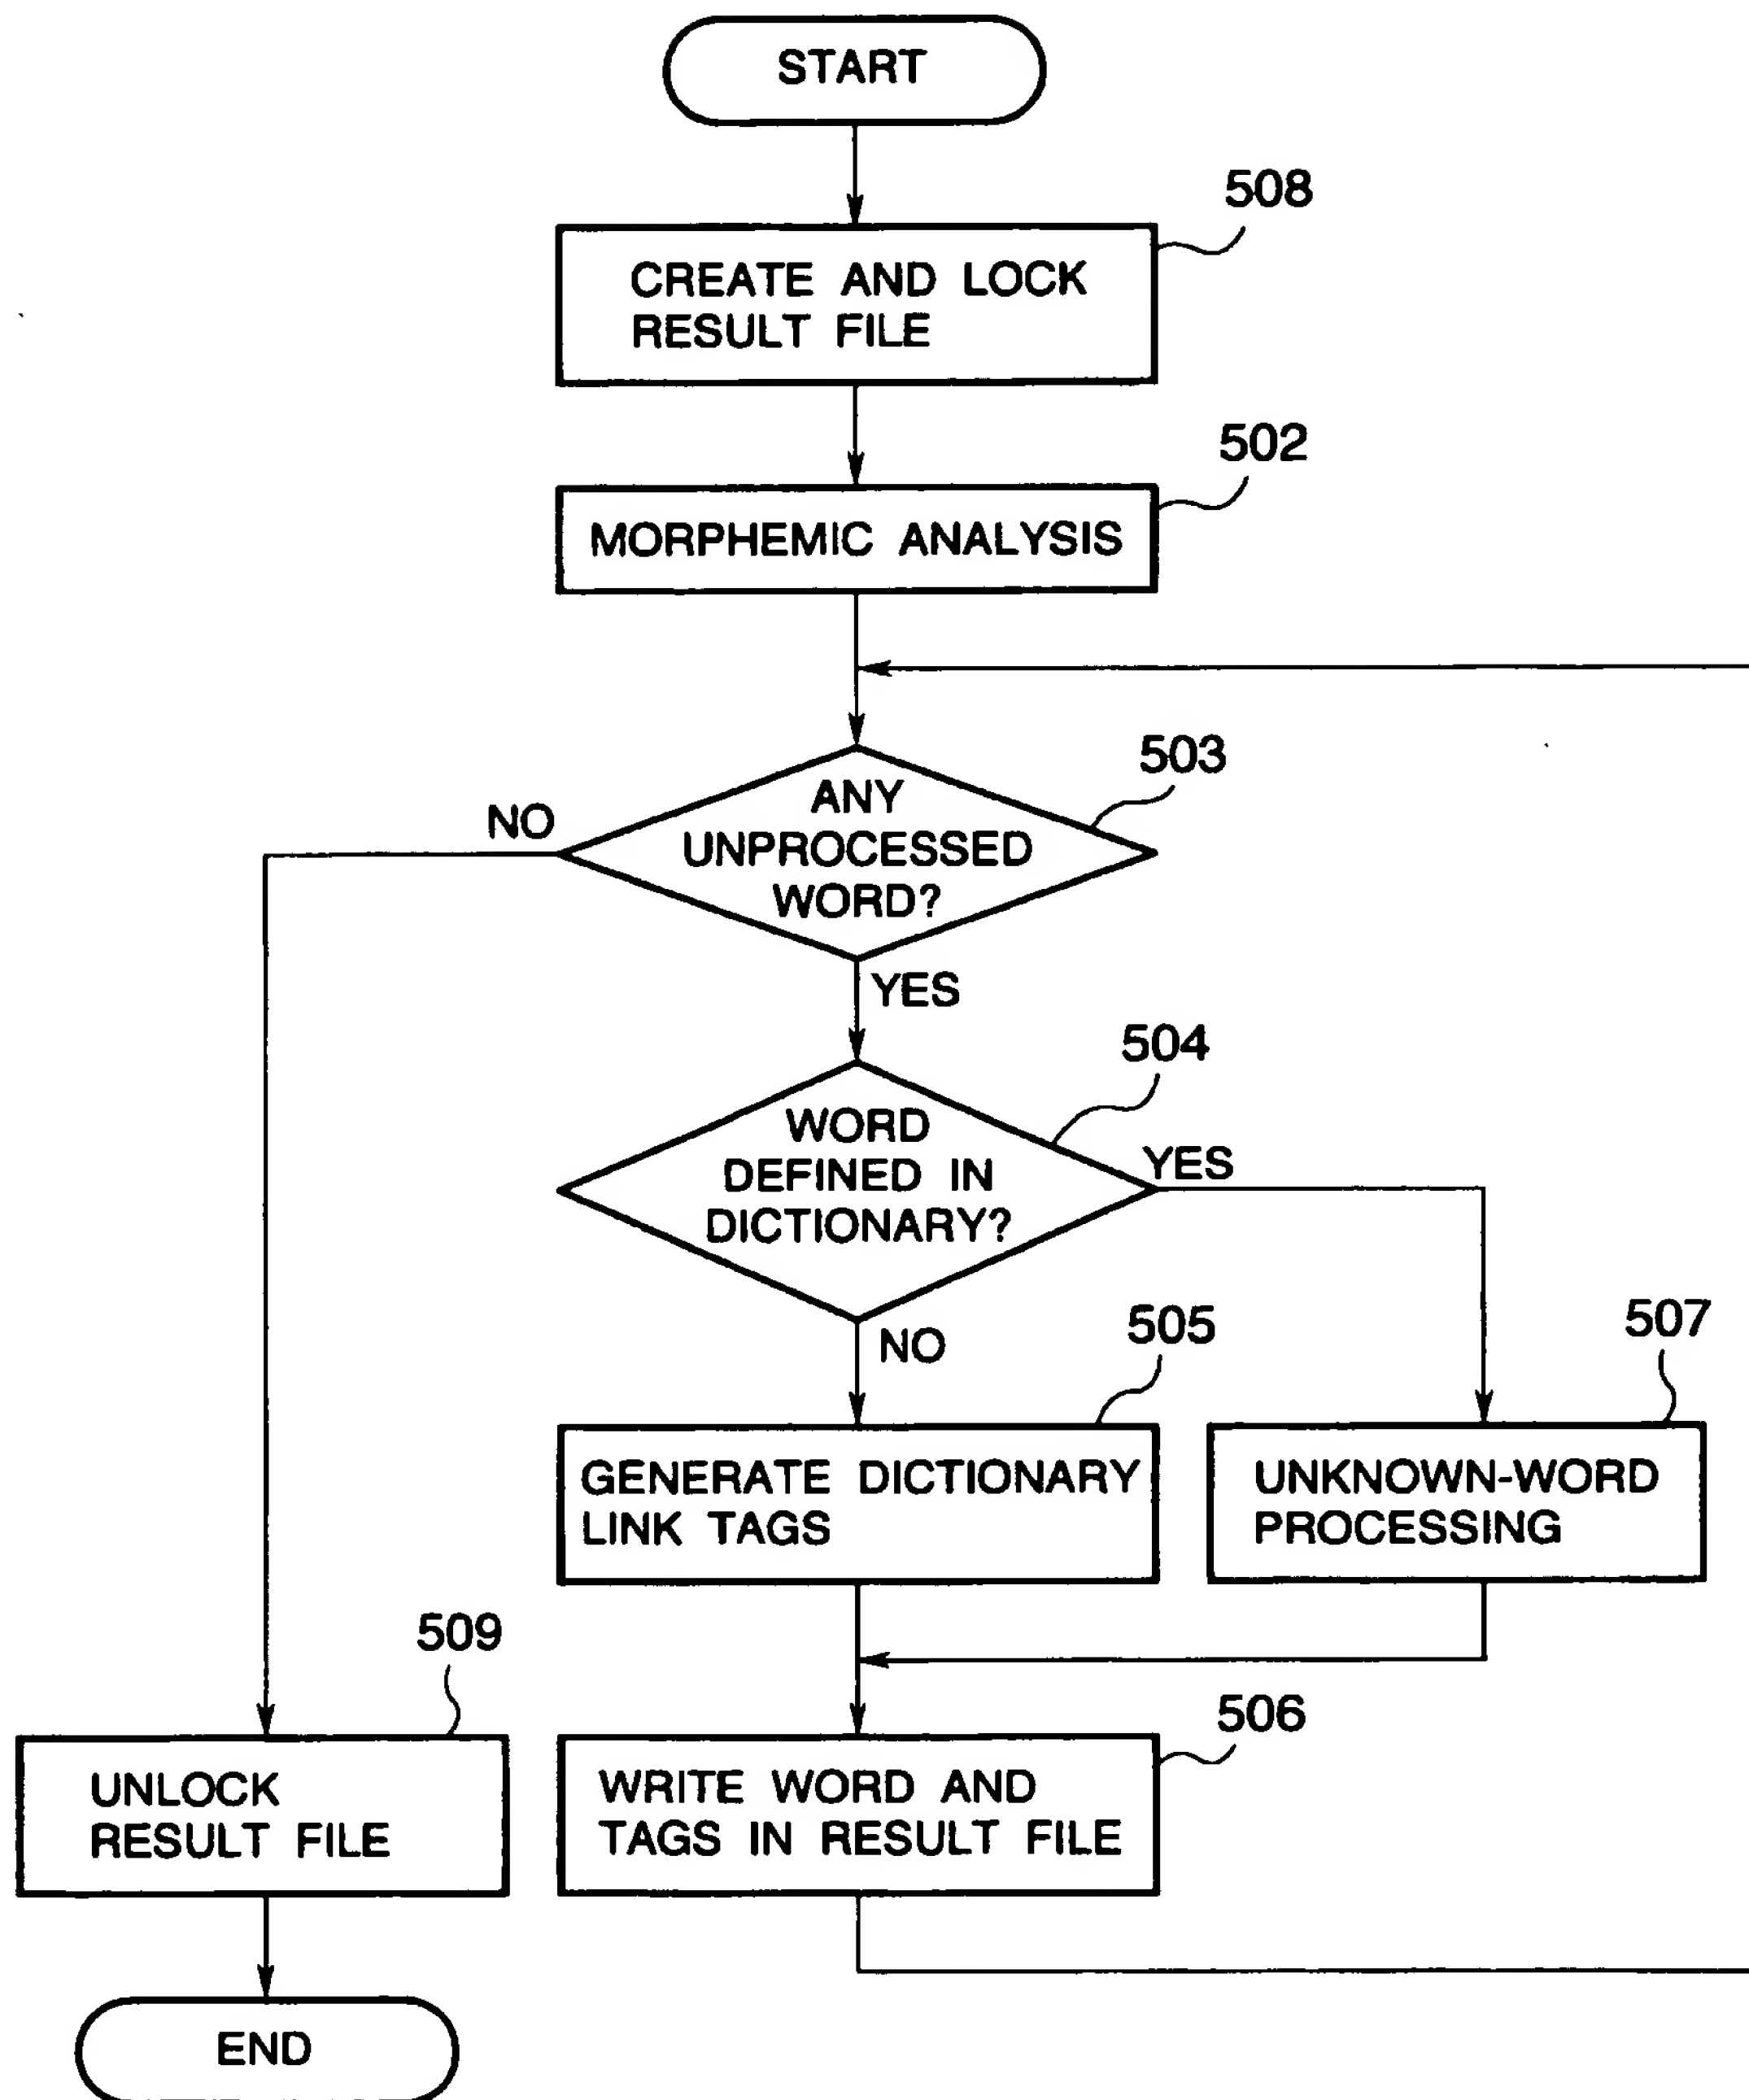 START
508
CREATE AND LOCK
RESULT FILE
502
MORPHEMIC ANALYSIS
503
NO
ANY
UNPROCESSED
WORD?
YES
504
WORD
DEFINED IN
DICTIONARY?
YES
NO
505
507
GENERATE DICTIONARY
LINK TAGS
UNKNOWN-WORD
PROCESSING
509
506
UNLOCK
RESULT FILE
WRITE WORD AND
TAGS IN RESULT FILE
END